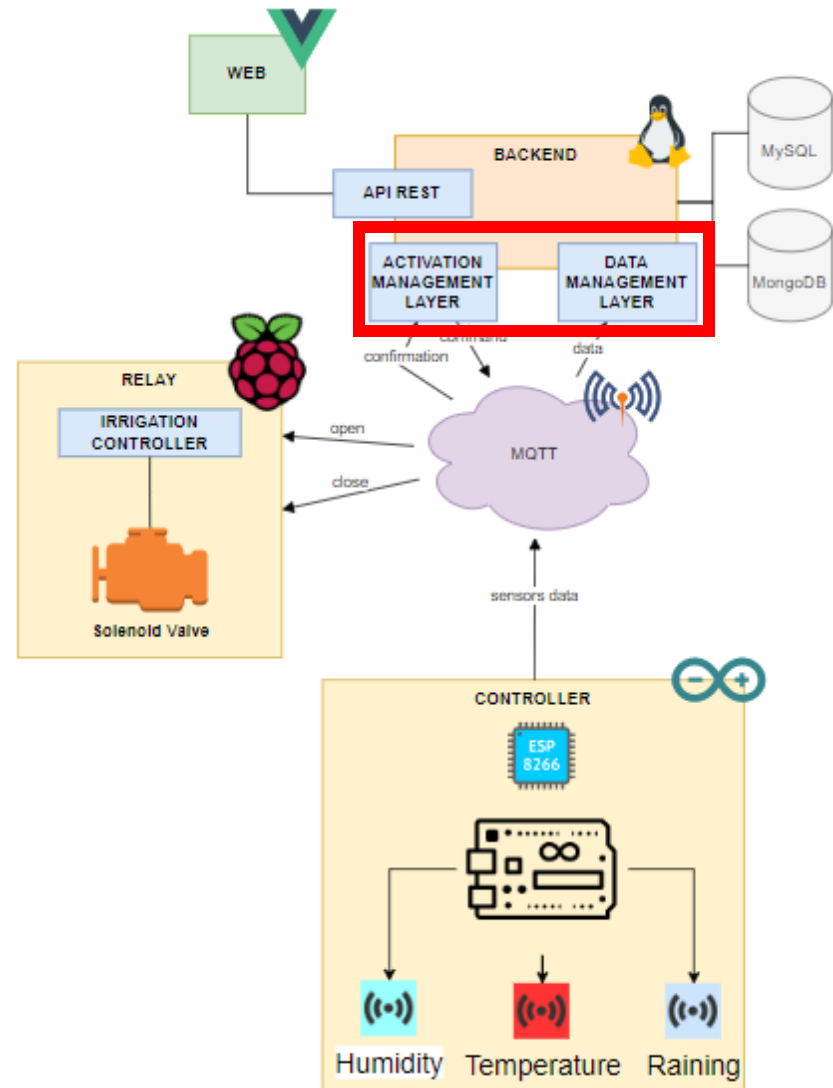 WEB
BACKEND
MySQL
API REST
ACTIVATION
MANAGEMENT
LAYER
DATA
MANAGEMENT
LAYER
MongoDB
command
confirmation
data
RELAY
IRRIGATION
CONTROLLER
open
MQTT
close
sensors data
Solenoid Valve
CONTROLLER
ESP
8266
Humidity
Temperature
Raining